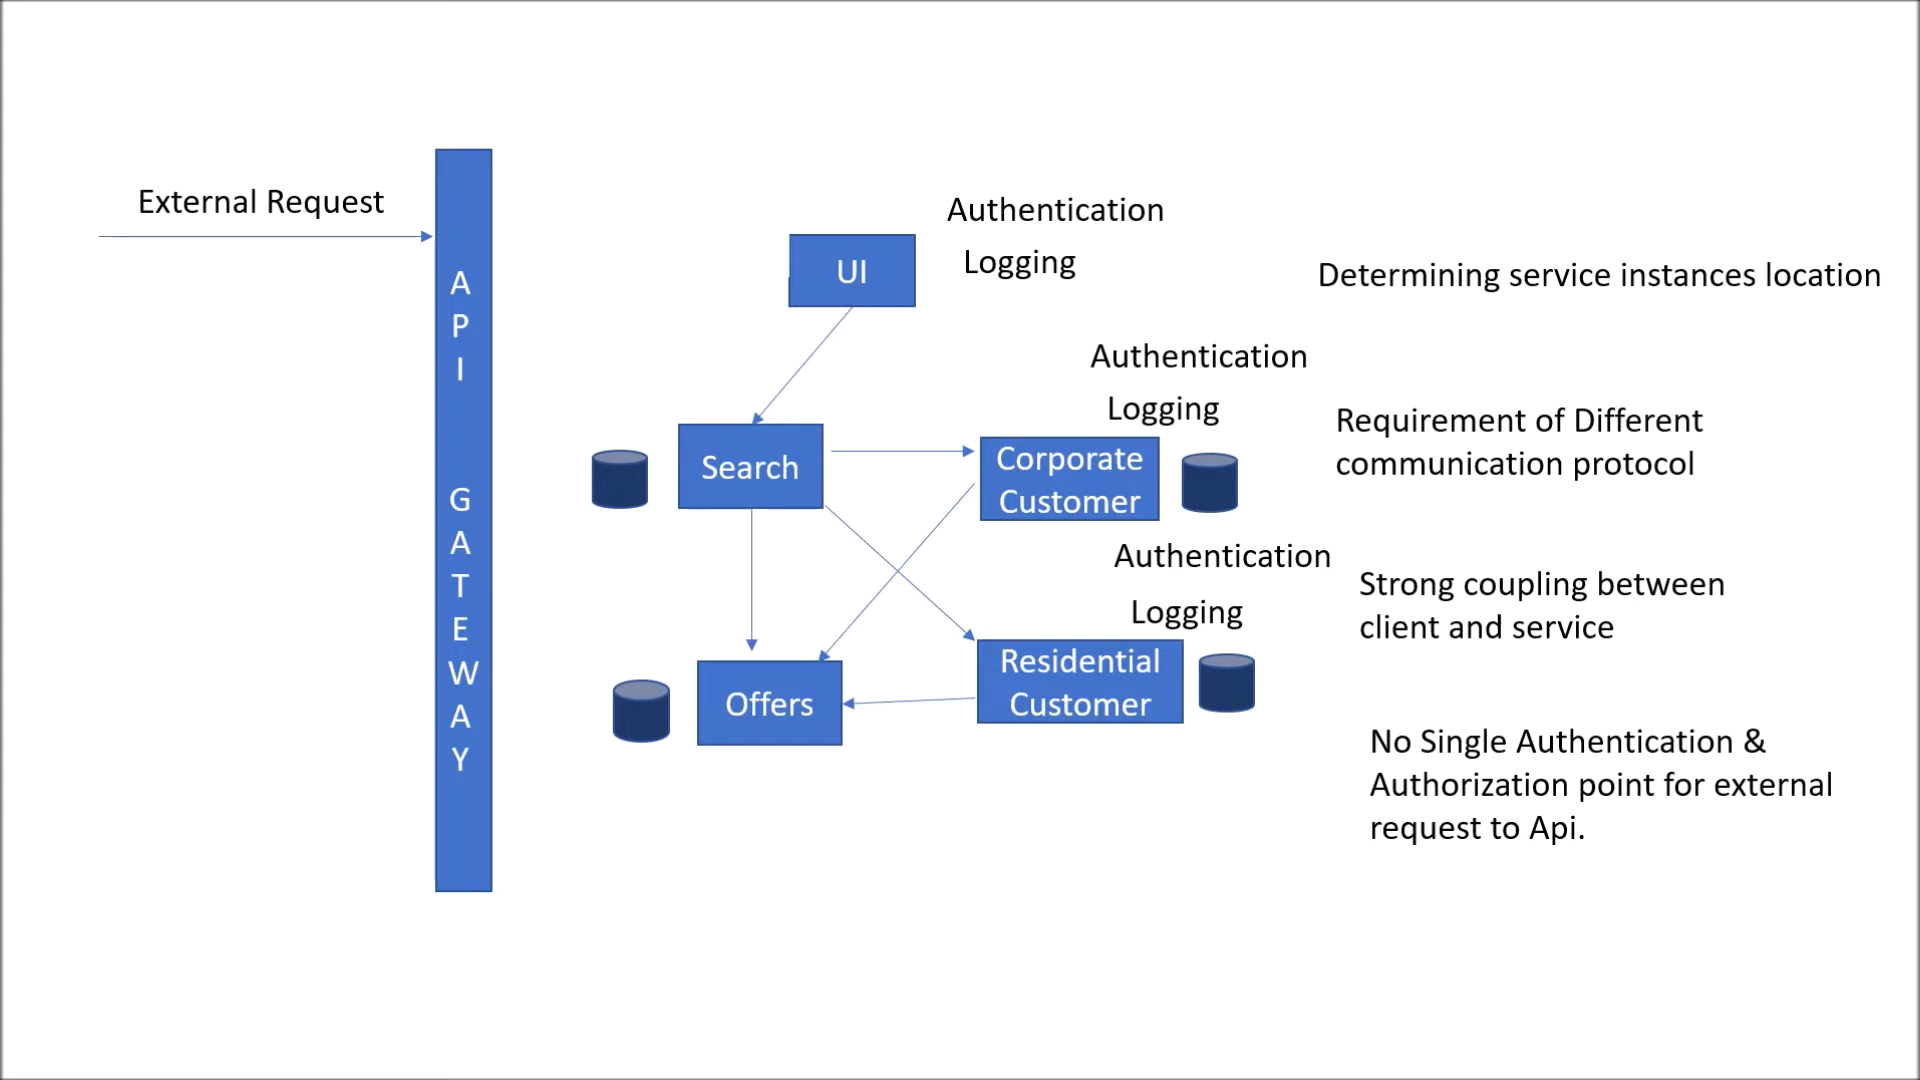 External Request
A
P
I
G
A
T
E
W
A
Y
UI
Authentication
Logging
Search
Authentication
Logging
Corporate
Customer
Authentication
Logging
Residential
Customer
Offers
Determining service instances location
Requirement of Different
communication protocol
Strong coupling between
client and service
No Single Authentication &
Authorization point for external
request to Api.